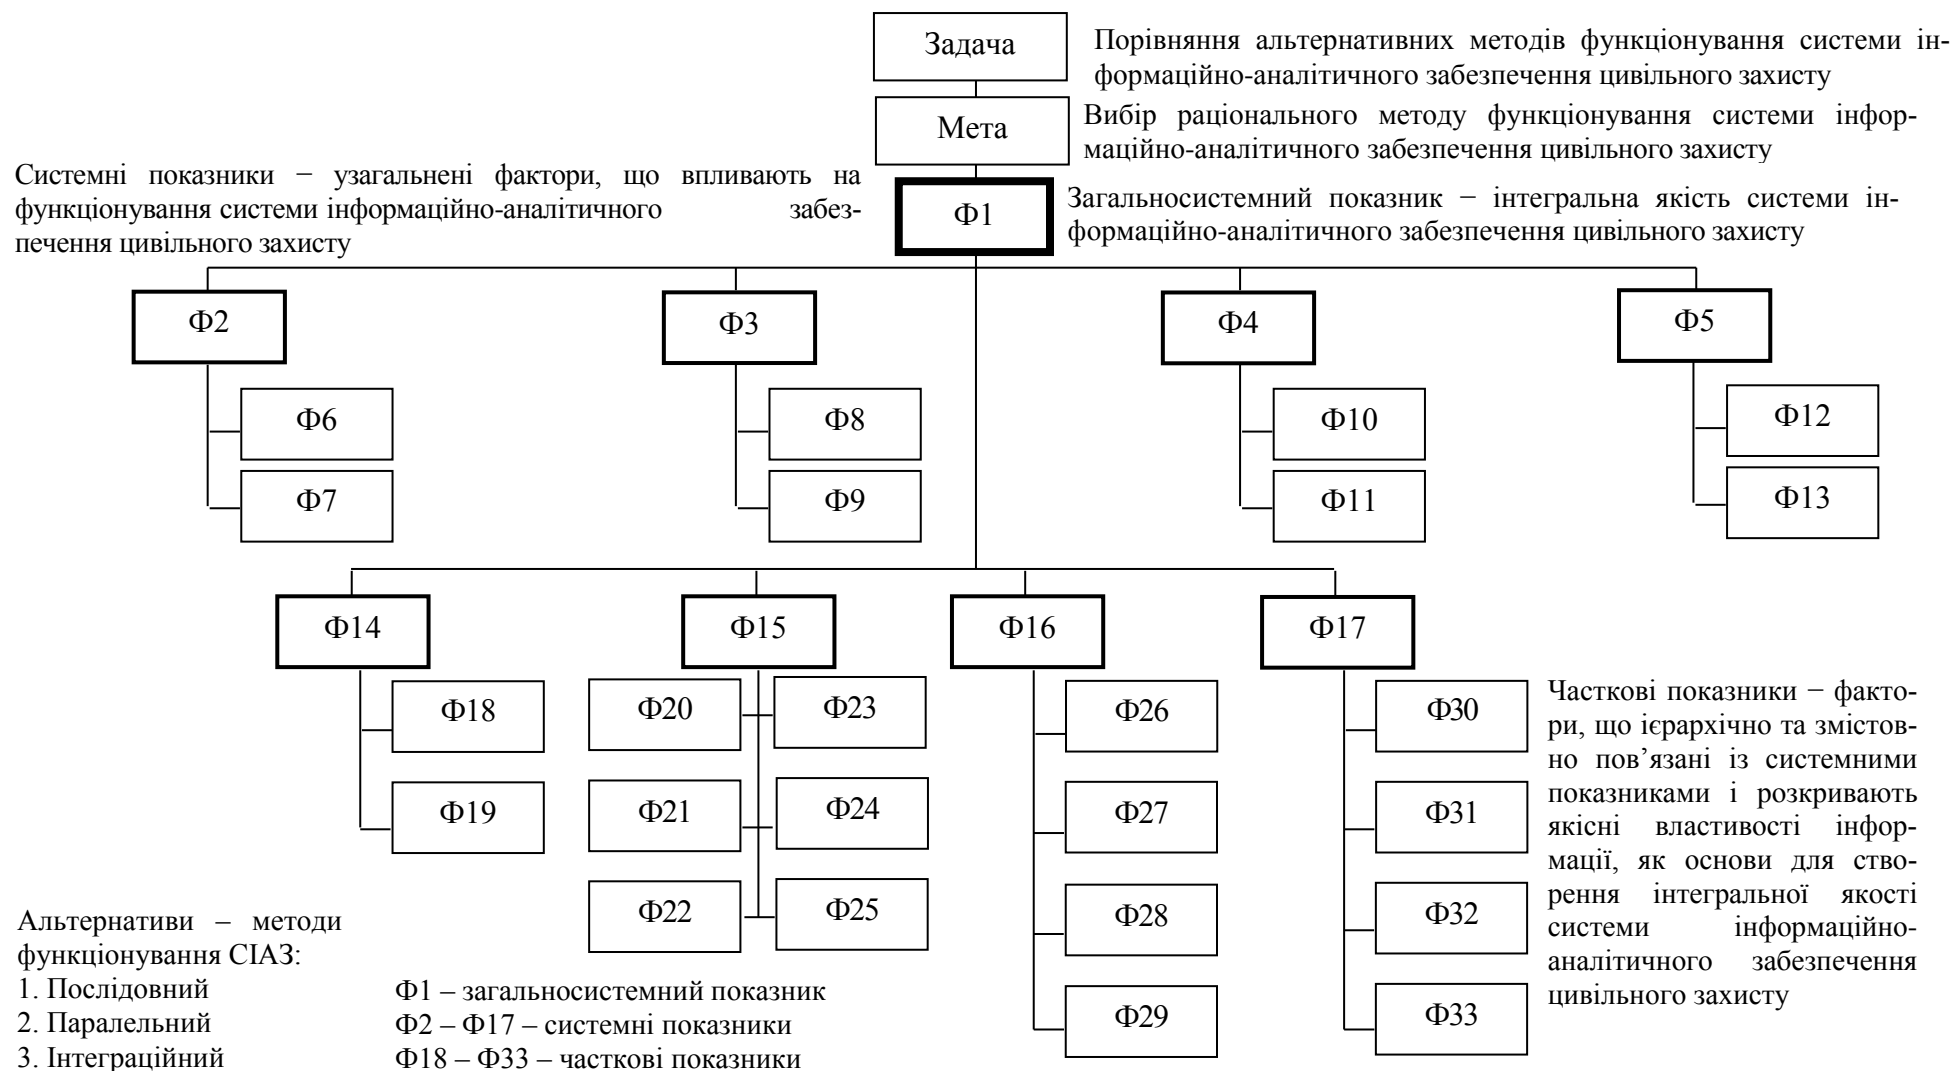 Задача
Порівняння альтернативних методів функціонування системи ін-
формаційно-аналітичного забезпечення цивільного захисту
Мета
Вибір раціонального методу функціонування системи інфор-
маційно-аналітичного забезпечення цивільного захисту
Системні показники − узагальнені фактори, що впливають на
функціонування системи інформаційно-аналітичного забез-
печення цивільного захисту
Ф1
Загальносистемний показник − інтегральна якість системи ін-
формаційно-аналітичного забезпечення цивільного захисту
Ф2
Ф3
Ф4
Ф5
Ф6
Ф8
Ф10
Ф12
Ф7
Ф9
Ф11
Ф13
Ф14
Ф15
Ф16
Ф17
Ф18
Ф20
Ф23
Ф26
Ф30
Ф19
Ф21
Ф24
Ф27
Ф31
Ф22
Ф25
Ф28
Ф32
Ф29
Ф33
Часткові показники − факто-
ри, що ієрархічно та змістов-
но пов’язані із системними
показниками і розкривають
якісні властивості інфор-
мації, як основи для ство-
рення інтегральної якості
системи інформаційно-
аналітичного забезпечення
цивільного захисту
Альтернативи – методи
функціонування СІАЗ:
1. Послідовний
2. Паралельний
3. Інтеграційний
Ф1 – загальносистемний показник
Ф2 – Ф17 – системні показники
Ф18 – Ф33 – часткові показники